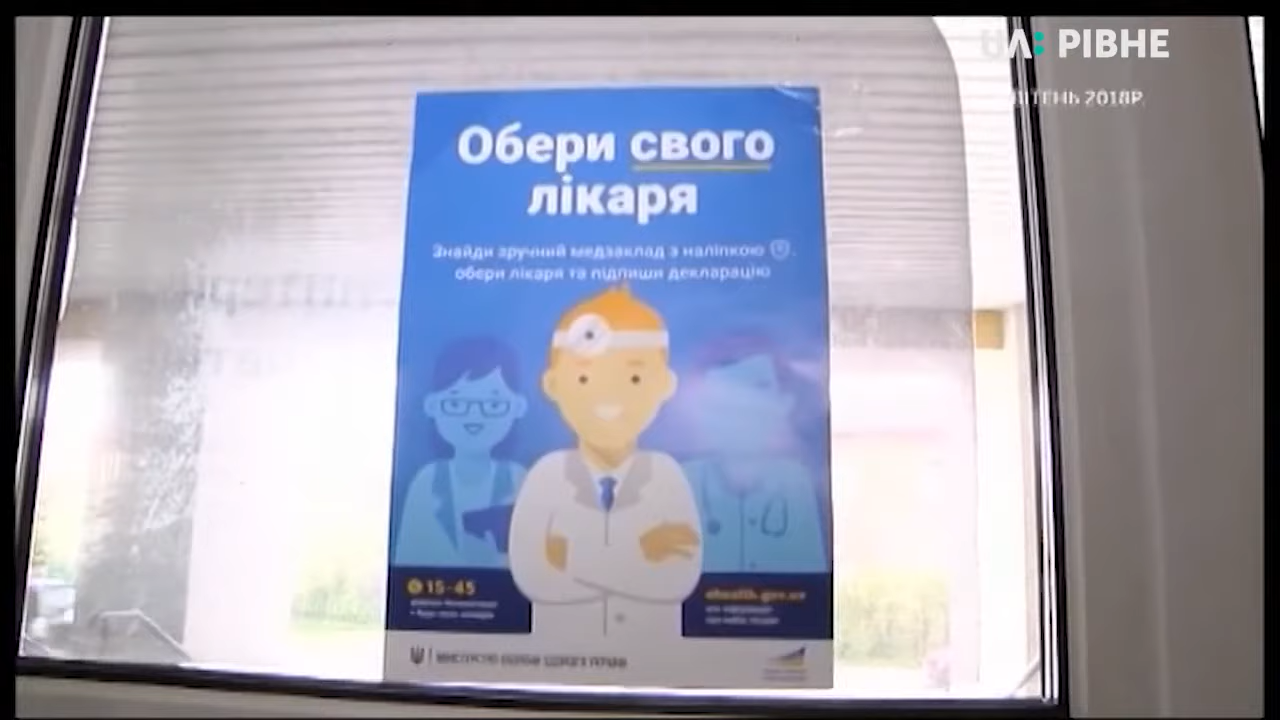 UA: РІВНЕ
КВІТЕНЬ 2018Р.
Обери свого
лікаря
Знайди зручний медзаклад з наліпкою
обери лікаря та підпиши декларацію
15-45
ehealth.gov.ua